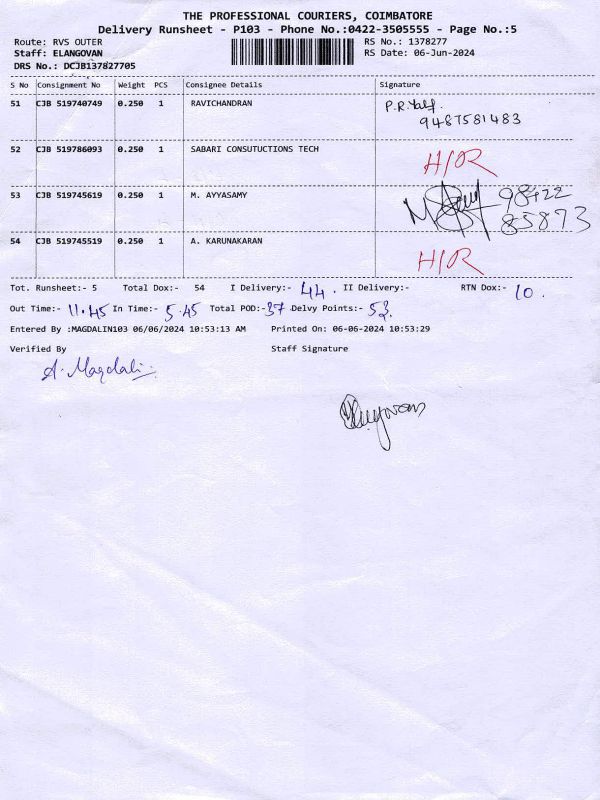 THE PROFESSIONAL COURIERS, COIMBATORE
Delivery Runsheet - P103 - Phone No.:0422-3505555 - Page No.:5
Route: RVS OUTER RS No.: 1378277
Staff: ELANGOVAN RS Date: 06-Jun-2024
DRS No.: DCJB137827705
S No Consignment No Weight PCS Consignee Details Signature
51 CJB 519740749 0.250 1 RAVICHANDRAN
9487581483
52 CJB 519786093 0.250 1 SABARI CONSUTUCTIONS TECH H/OR
53 CJB 519745619 0.250 1 M. AYYASAMY 98422
85873
54 CJB 519745519 0.250 1 A. KARUNAKARAN H/OR
Tot. Runsheet:- 5 Total Dox:- 54 I Delivery:- 44. II Delivery:- RTN Dox:- 10.
Out Time:- 11.45 In Time:- 5.45 Total POD:- 37 Delvy Points:- 53.
Entered By :MAGDALIN103 06/06/2024 10:53:13 AM Printed On: 06-06-2024 10:53:29
Verified By Staff Signature
A. Magdali
Elangovan